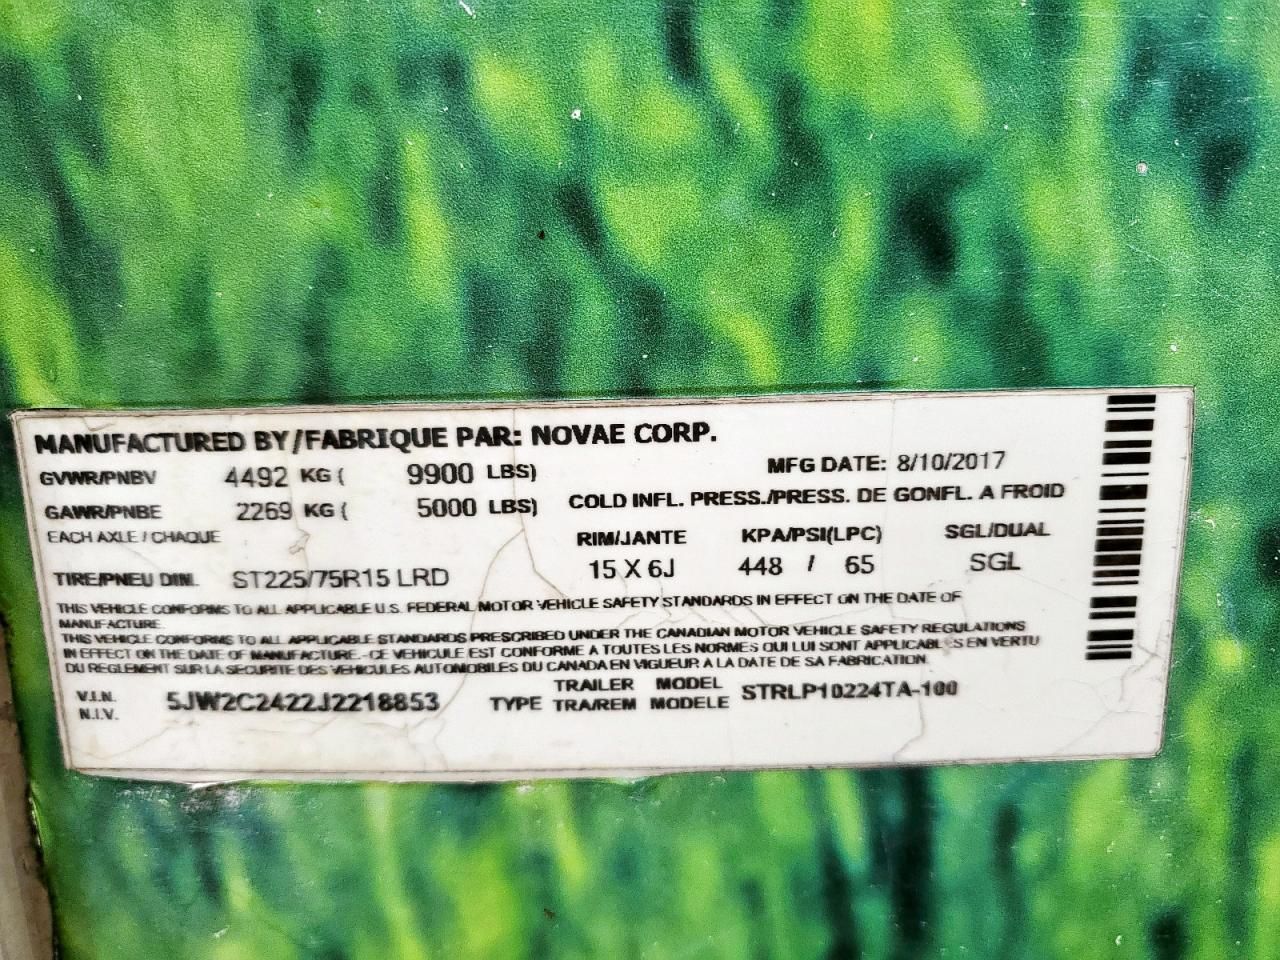 MANUFACTURED BY/FABRIQUE PAR: NOVAE CORP.
GVWR/PNBV 4492 KG ( 9900 LBS) MFG DATE: 8/10/2017
GAWR/PNBE 2269 KG ( 5000 LBS) COLD INFL. PRESS./PRESS. DE GONFL. A FROID
EACH AXLE / CHAQUE RIM/JANTE KPA/PSI(LPC) SGL/DUAL
TIRE/PNEU DIM. ST225/75R15 LRD 15 X 6J 448 / 65 SGL
THIS VEHICLE CONFORMS TO ALL APPLICABLE U.S. FEDERAL MOTOR VEHICLE SAFETY STANDARDS IN EFFECT ON THE DATE OF
MANUFACTURE.
THIS VEHICLE CONFORMS TO ALL APPLICABLE STANDARDS PRESCRIBED UNDER THE CANADIAN MOTOR VEHICLE SAFETY REGULATIONS
IN EFFECT ON THE DATE OF MANUFACTURE.-CE VEHICULE EST CONFORME A TOUTES LES NORMES QUI LUI SONT APPLICABLES EN VERTU
DU REGLEMENT SUR LA SECURITE DES VEHICULES AUTOMOBILES DU CANADA EN VIGUEUR A LA DATE DE SA FABRICATION.
V.I.N. 5JW2C2422J2218853 TYPE TRAILER MODEL STRLP10224TA-100
N.I.V. TRA/REM MODELE